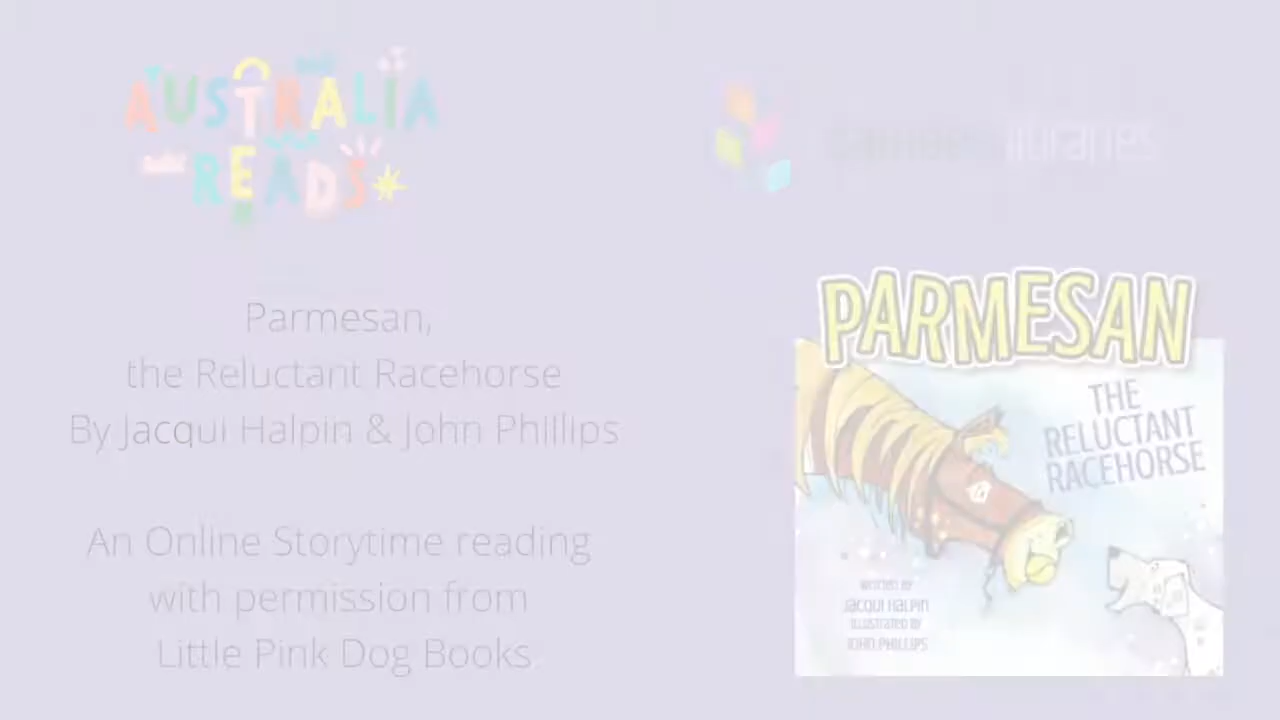 AUSTRALIA
READS
libraries
Parmesan,
the Reluctant Racehorse
By Jacqui Halpin & John Phillips
An Online Storytime reading
with permission from
Little Pink Dog Books
PARMESAN
THE
RELUCTANT
RACEHORSE
WRITTEN BY
JACQUI HALPIN
ILLUSTRATED BY
JOHN PHILLIPS